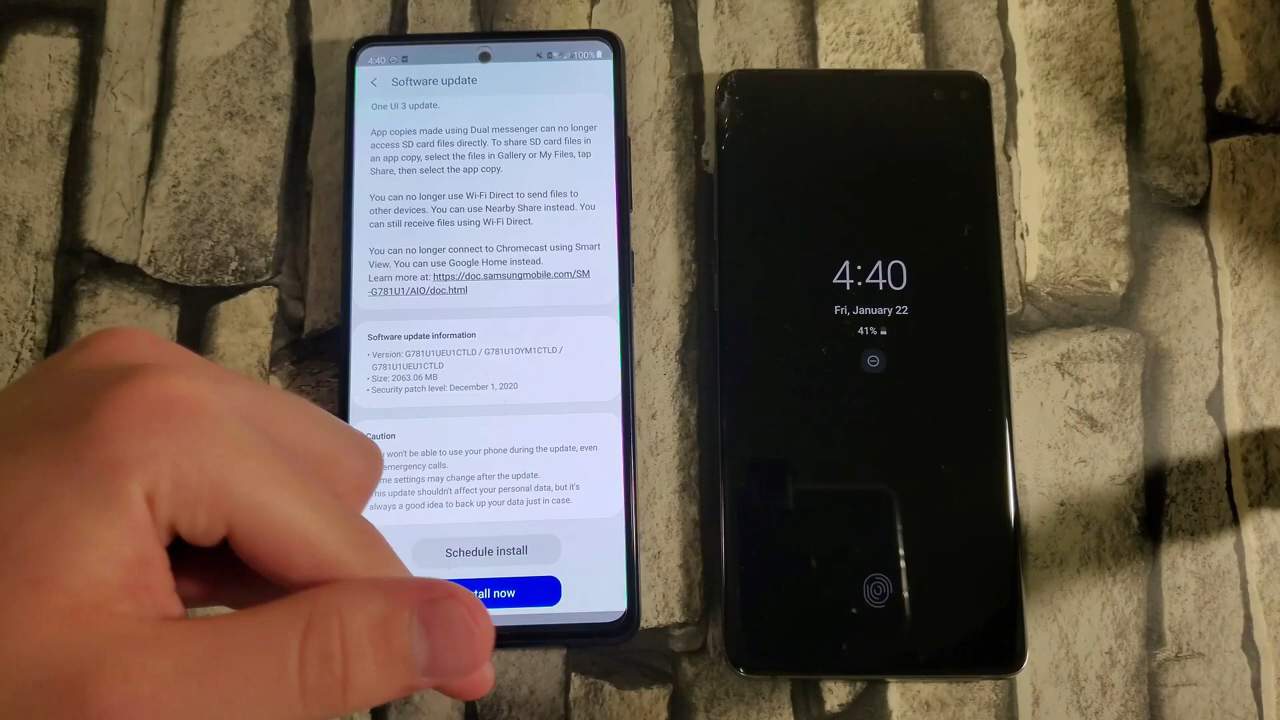 4:40
100%
Software update
One UI 3 update.
App copies made using Dual messenger can no longer
access SD card files directly. To share SD card files in
an app copy, select the files in Gallery or My Files, tap
Share, then select the app copy.
You can no longer use Wi-Fi Direct to send files to
other devices. You can use Nearby Share instead. You
can still receive files using Wi-Fi Direct.
You can no longer connect to Chromecast using Smart
View. You can use Google Home instead.
Learn more at: https://doc.samsungmobile.com/SM
-G781U1/AIO/doc.html
Software update information
• Version: G781U1UEU1CTLD / G781U1OYM1CTLD /
G781U1UEU1CTLD
• Size: 2063.06 MB
• Security patch level: December 1, 2020
Caution
won't be able to use your phone during the update, even
emergency calls.
me settings may change after the update.
his update shouldn't affect your personal data, but it's
always a good idea to back up your data just in case.
Schedule install
tall now
4:40
Fri, January 22
41%